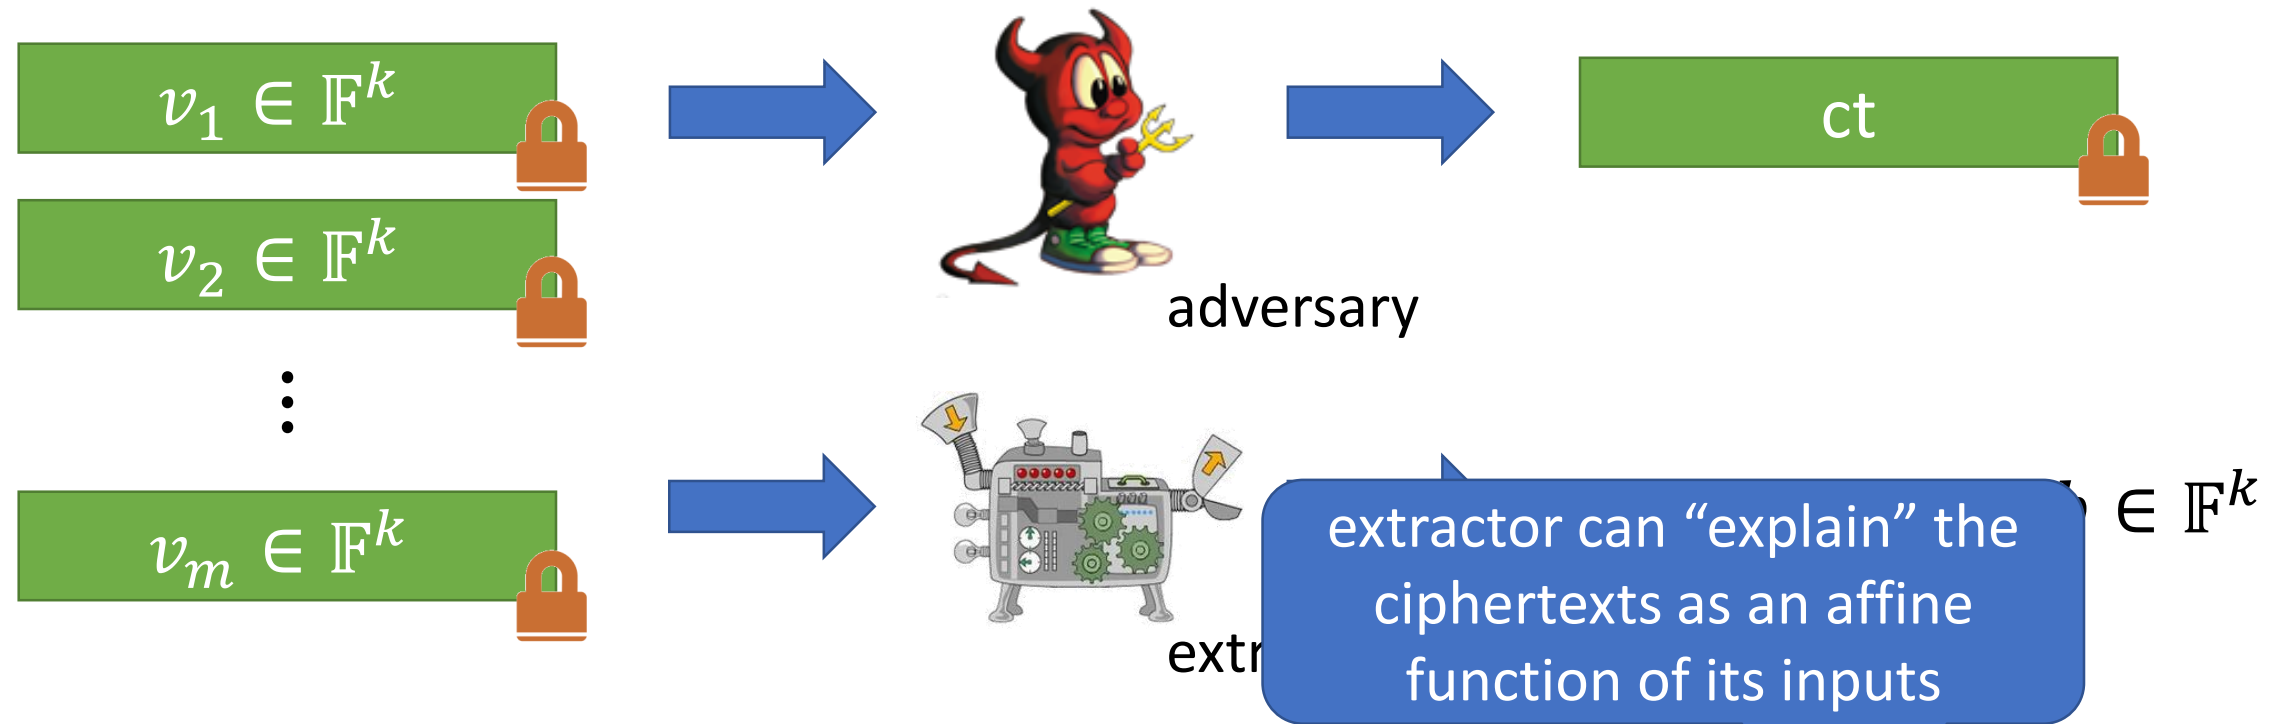 v₁ ∈ 𝔽ᵏ
ct
v₂ ∈ 𝔽ᵏ
adversary
⋮
vₘ ∈ 𝔽ᵏ
∈ 𝔽ᵏ
extractor can “explain” the
ciphertexts as an affine
function of its inputs
extr